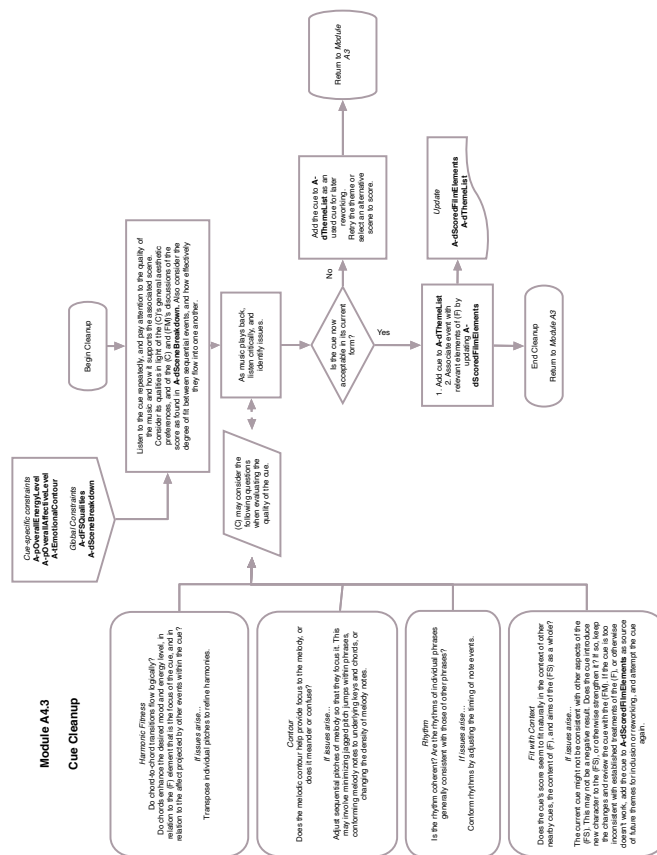 Module A4.3
Cue Cleanup
Cue-specific constraints
A-pOverallEnergyLevel
A-pOverallAffectiveLevel
A-tEmotionalContour
Global Constraints
A-dFSQualities
A-dSceneBreakdown
Begin Cleanup
Listen to the cue repeatedly, and pay attention to the quality of
the music and how it supports the associated scene.
Consider its qualities in light of the (C)'s general aesthetic
preferences, and of the (C) and (FM)'s discussions of the
score as found in A-dSceneBreakdown. Also consider the
degree of fit between sequential events, and how effectively
they flow into one another.
As music plays back,
listen critically, and
identify issues.
(C) may consider the
following questions
when evaluating the
quality of the cue.
Harmonic Fitness
Do chord-to-chord transitions flow logically?
Do chords enhance the desired mood and energy level, in
relation to the (F) element that is the focus of the cue, and in
relation to the affect projected by other events within the cue?
If issues arise...
Transpose individual pitches to refine harmonies.
Contour
Does the melodic contour help provide focus to the melody, or
does it meander or confuse?
If issues arise...
Adjust sequential pitches of melody so that they focus it. This
may involve minimizing jagged pitch jumps within phrases,
conforming melody notes to underlying keys and chords, or
changing the density of melody notes.
Rhythm
Is the rhythm coherent? Are the rhythms of individual phrases
generally consistent with those of other phrases?
If issues arise...
Conform rhythms by adjusting the timing of note events.
Fit with Context
Does the cue's score seem to fit naturally in the context of other
nearby cues, the content of (F), and aims of the (FS) as a whole?
If issues arise...
The current cue might not be consistent with other aspects of the
(FS). This may not be a negative result. Does the cue introduce
new character to the (FS), or otherwise strengthen it? If so, keep
the changes and review the cue with the (FM). If the cue is too
inconsistent with established treatments of the (F), or otherwise
doesn't work, add the cue to A-dScoredFilmElements as source
of future themes for inclusion or reworking, and attempt the cue
again.
Is the cue now
acceptable in its current
form?
No
Yes
Add the cue to A-
dThemeList as an
used cue for later
reworking.
Retry the theme or
select an alternative
scene to score.
Return to Module
A3
1. Add cue to A-dThemeList
2. Associate event with
relevant elements of (F) by
updating A-
dScoredFilmElements
Update
A-dScoredFilmElements
A-dThemeList
End Cleanup
Return to Module A3